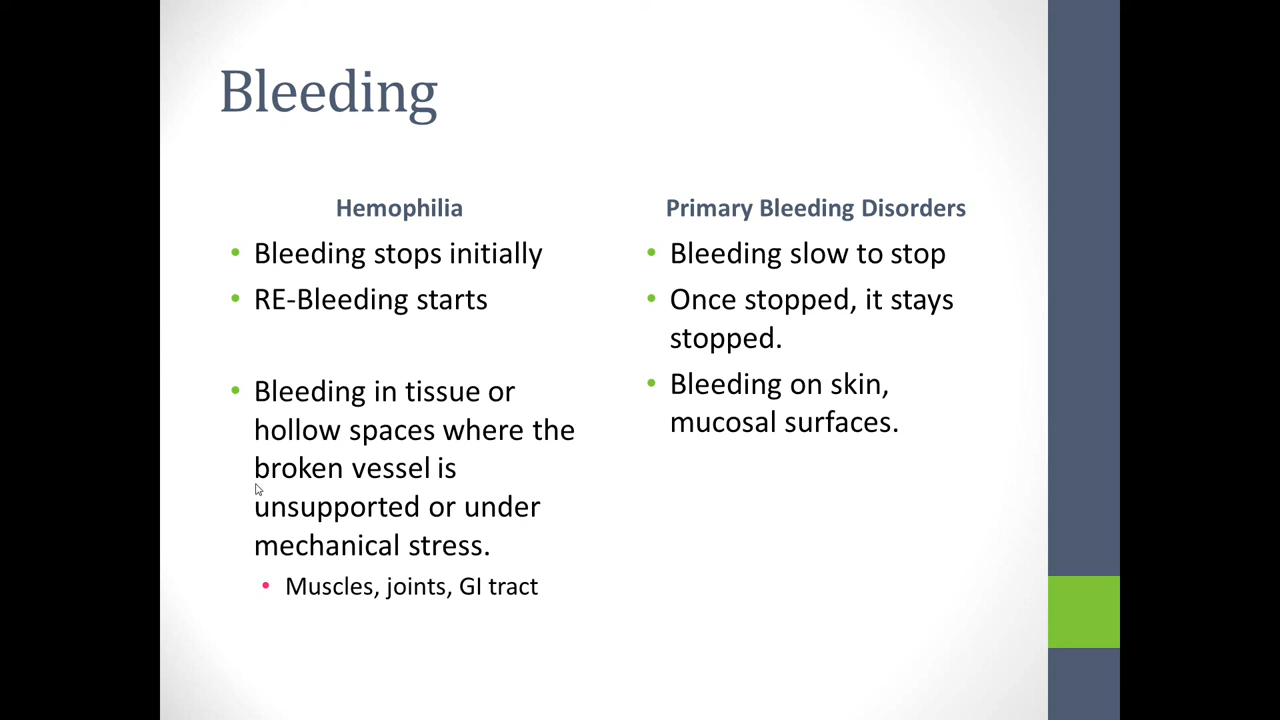 Bleeding
Hemophilia
• Bleeding stops initially
• RE-Bleeding starts
• Bleeding in tissue or
hollow spaces where the
broken vessel is
unsupported or under
mechanical stress.
• Muscles, joints, GI tract
Primary Bleeding Disorders
• Bleeding slow to stop
• Once stopped, it stays
stopped.
• Bleeding on skin,
mucosal surfaces.